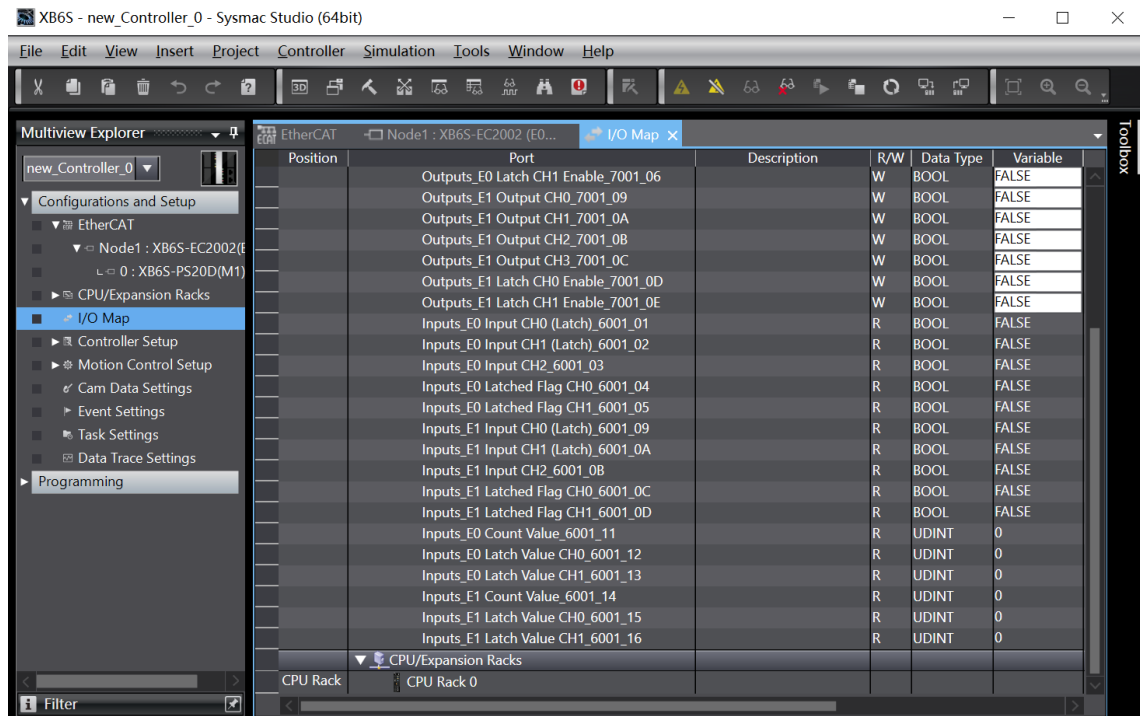 XB6S - new_Controller_0 - Sysmac Studio (64bit)
File Edit View Insert Project Controller Simulation Tools Window Help
3D
Multiview Explorer
new_Controller_0
Configurations and Setup
EtherCAT
Node1 : XB6S-EC2002(E
0 : XB6S-PS20D(M1)
CPU/Expansion Racks
I/O Map
Controller Setup
Motion Control Setup
Cam Data Settings
Event Settings
Task Settings
Data Trace Settings
Programming
Filter
EtherCAT Node1 : XB6S-EC2002 (E0... I/O Map
Position Port Description R/W Data Type Variable
Outputs_E0 Latch CH1 Enable_7001_06 W BOOL FALSE
Outputs_E1 Output CH0_7001_09 W BOOL FALSE
Outputs_E1 Output CH1_7001_0A W BOOL FALSE
Outputs_E1 Output CH2_7001_0B W BOOL FALSE
Outputs_E1 Output CH3_7001_0C W BOOL FALSE
Outputs_E1 Latch CH0 Enable_7001_0D W BOOL FALSE
Outputs_E1 Latch CH1 Enable_7001_0E W BOOL FALSE
Inputs_E0 Input CH0 (Latch)_6001_01 R BOOL FALSE
Inputs_E0 Input CH1 (Latch)_6001_02 R BOOL FALSE
Inputs_E0 Input CH2_6001_03 R BOOL FALSE
Inputs_E0 Latched Flag CH0_6001_04 R BOOL FALSE
Inputs_E0 Latched Flag CH1_6001_05 R BOOL FALSE
Inputs_E1 Input CH0 (Latch)_6001_09 R BOOL FALSE
Inputs_E1 Input CH1 (Latch)_6001_0A R BOOL FALSE
Inputs_E1 Input CH2_6001_0B R BOOL FALSE
Inputs_E1 Latched Flag CH0_6001_0C R BOOL FALSE
Inputs_E1 Latched Flag CH1_6001_0D R BOOL FALSE
Inputs_E0 Count Value_6001_11 R UDINT 0
Inputs_E0 Latch Value CH0_6001_12 R UDINT 0
Inputs_E0 Latch Value CH1_6001_13 R UDINT 0
Inputs_E1 Count Value_6001_14 R UDINT 0
Inputs_E1 Latch Value CH0_6001_15 R UDINT 0
Inputs_E1 Latch Value CH1_6001_16 R UDINT 0
CPU/Expansion Racks
CPU Rack CPU Rack 0
Toolbox